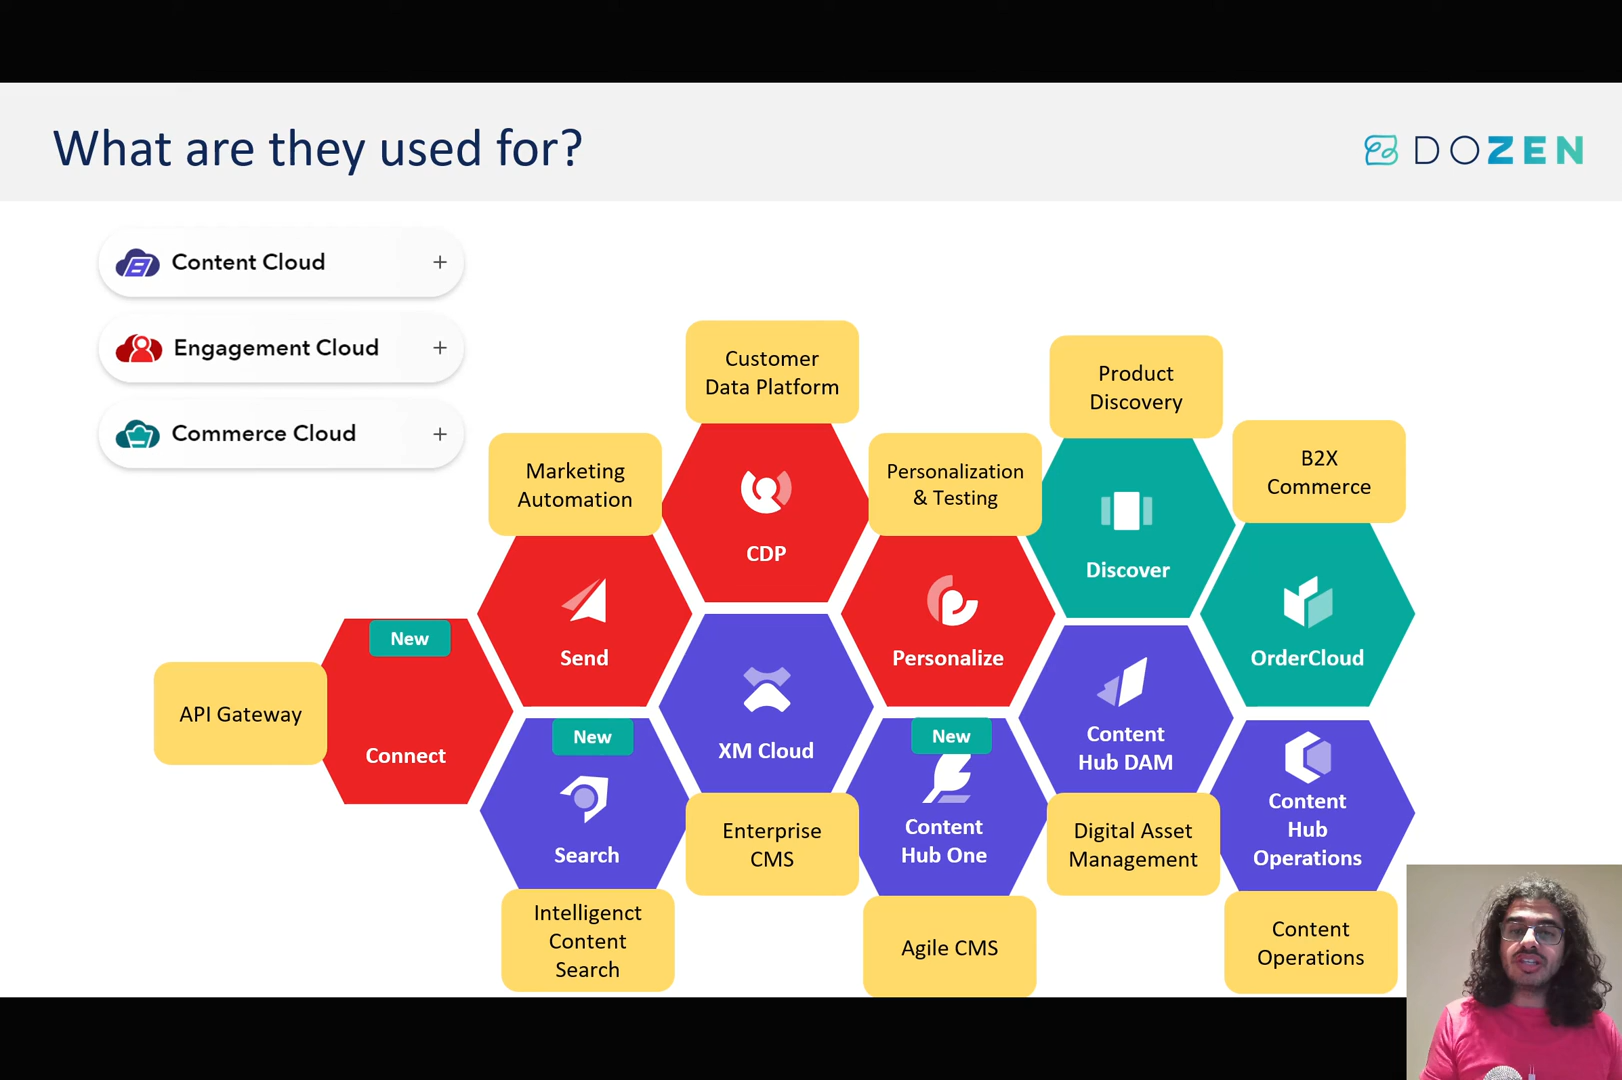 What are they used for?
DOZEN
Content Cloud +
Engagement Cloud +
Commerce Cloud +
Customer
Data Platform
Product
Discovery
Marketing
Automation
Personalization
& Testing
B2X
Commerce
CDP
Discover
Send
Personalize
OrderCloud
New
API Gateway
Connect
New
Search
XM Cloud
New
Content
Hub One
Content
Hub DAM
Content
Hub
Operations
Enterprise
CMS
Digital Asset
Management
Intelligenct
Content
Search
Agile CMS
Content
Operations